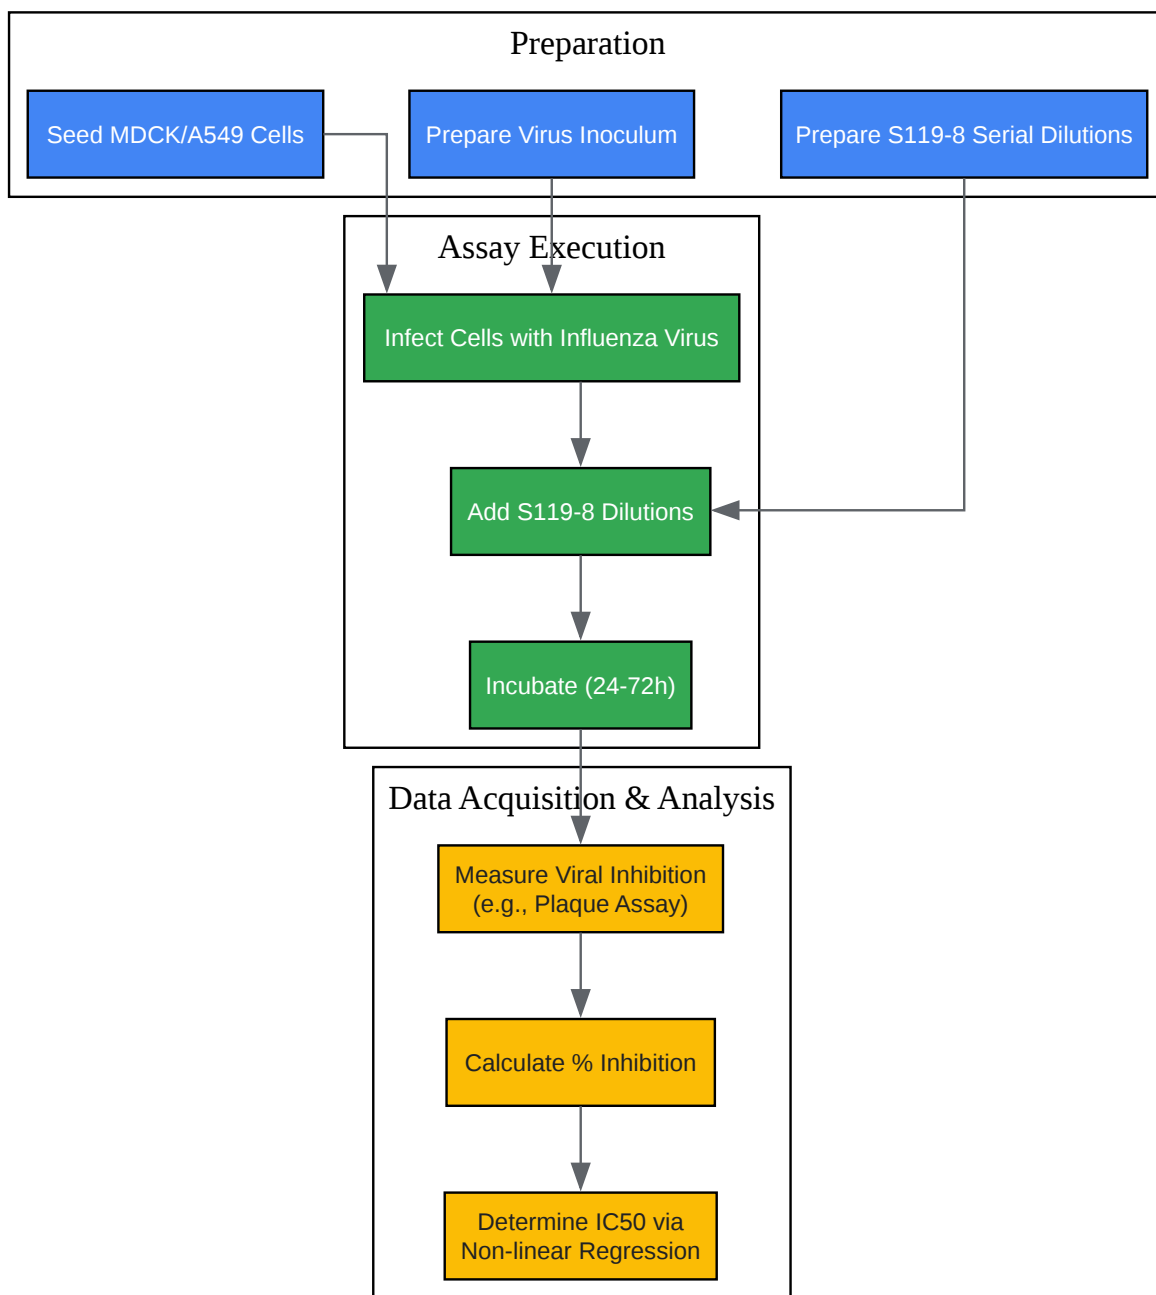 Preparation
Seed MDCK/A549 Cells
Prepare Virus Inoculum
Prepare S119-8 Serial Dilutions
Assay Execution
Infect Cells with Influenza Virus
Add S119-8 Dilutions
Incubate (24-72h)
Data Acquisition & Analysis
Measure Viral Inhibition
(e.g., Plaque Assay)
Calculate % Inhibition
Determine IC50 via
Non-linear Regression